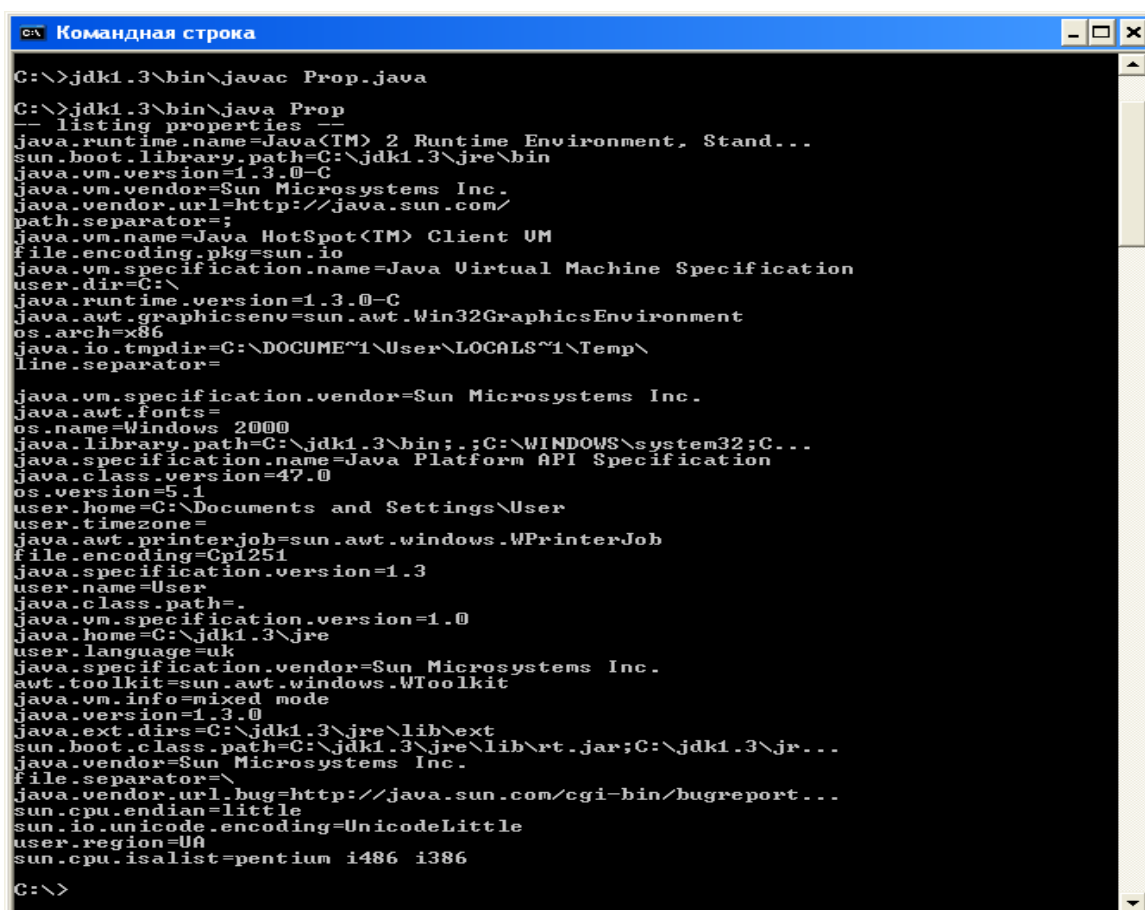 Командная строка
C:\>jdk1.3\bin\javac Prop.java
C:\>jdk1.3\bin\java Prop
-- listing properties --
java.runtime.name=Java(TM) 2 Runtime Environment, Stand...
sun.boot.library.path=C:\jdk1.3\jre\bin
java.vm.version=1.3.0-C
java.vm.vendor=Sun Microsystems Inc.
java.vendor.url=http://java.sun.com/
path.separator=;
java.vm.name=Java HotSpot(TM) Client VM
file.encoding.pkg=sun.io
java.vm.specification.name=Java Virtual Machine Specification
user.dir=C:\
java.runtime.version=1.3.0-C
java.awt.graphicsenv=sun.awt.Win32GraphicsEnvironment
os.arch=x86
java.io.tmpdir=C:\DOCUME~1\User\LOCALS~1\Temp\
line.separator=
java.vm.specification.vendor=Sun Microsystems Inc.
java.awt.fonts=
os.name=Windows 2000
java.library.path=C:\jdk1.3\bin;.;C:\WINDOWS\system32;C...
java.specification.name=Java Platform API Specification
java.class.version=47.0
os.version=5.1
user.home=C:\Documents and Settings\User
user.timezone=
java.awt.printerjob=sun.awt.windows.WPrinterJob
file.encoding=Cp1251
java.specification.version=1.3
user.name=User
java.class.path=.
java.vm.specification.version=1.0
java.home=C:\jdk1.3\jre
user.language=uk
java.specification.vendor=Sun Microsystems Inc.
awt.toolkit=sun.awt.windows.WToolkit
java.vm.info=mixed mode
java.version=1.3.0
java.ext.dirs=C:\jdk1.3\jre\lib\ext
sun.boot.class.path=C:\jdk1.3\jre\lib\rt.jar;C:\jdk1.3\jr...
java.vendor=Sun Microsystems Inc.
file.separator=\
java.vendor.url.bug=http://java.sun.com/cgi-bin/bugreport...
sun.cpu.endian=little
sun.io.unicode.encoding=UnicodeLittle
user.region=UA
sun.cpu.isalist=pentium i486 i386
C:\>